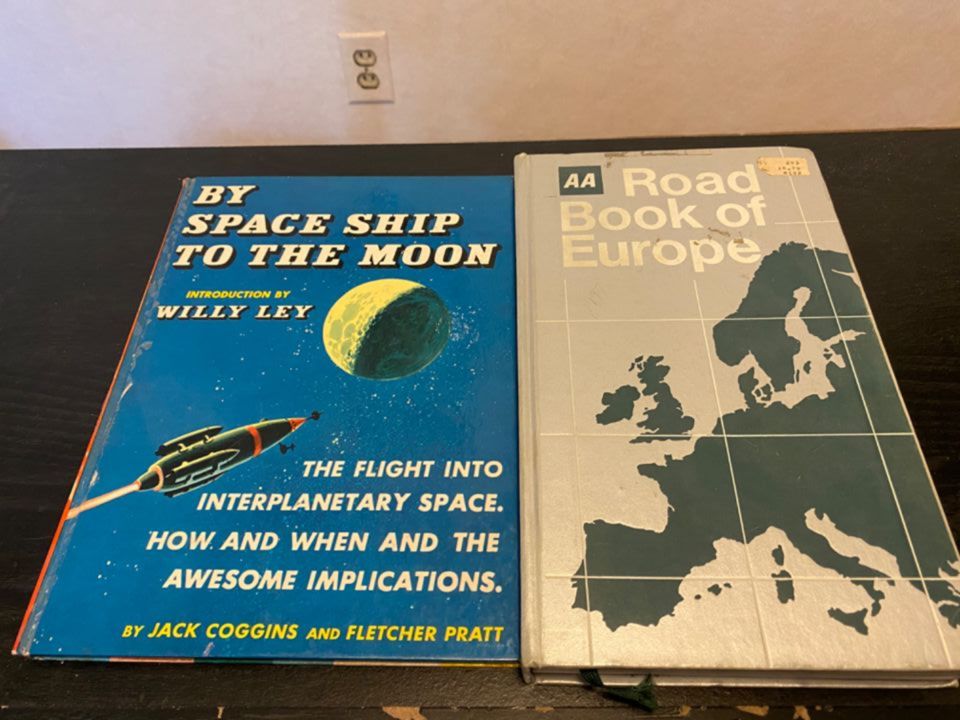 BY
SPACE SHIP
TO THE MOON
INTRODUCTION BY
WILLY LEY
THE FLIGHT INTO
INTERPLANETARY SPACE.
HOW AND WHEN AND THE
AWESOME IMPLICATIONS.
BY JACK COGGINS AND FLETCHER PRATT
AA Road
Book of
Europe